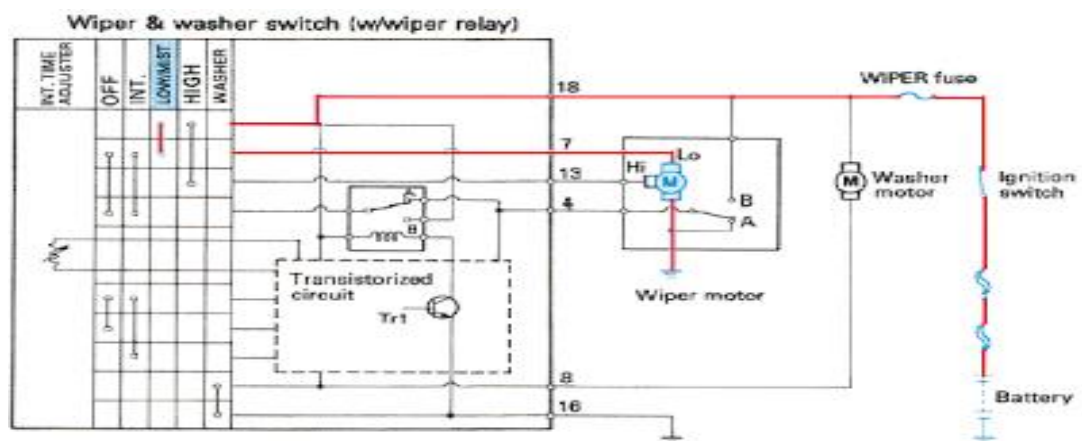 Wiper & washer switch (w/wiper relay)
INT. TIME
ADJUSTER
OFF
INT.
LOW/MIST
HIGH
WASHER
18
WIPER fuse
7
Lo
Hi
13
M
M
Washer
motor
Ignition
switch
A
B
4
B
A
Wiper motor
Transistorized
circuit
Tr1
8
Battery
16